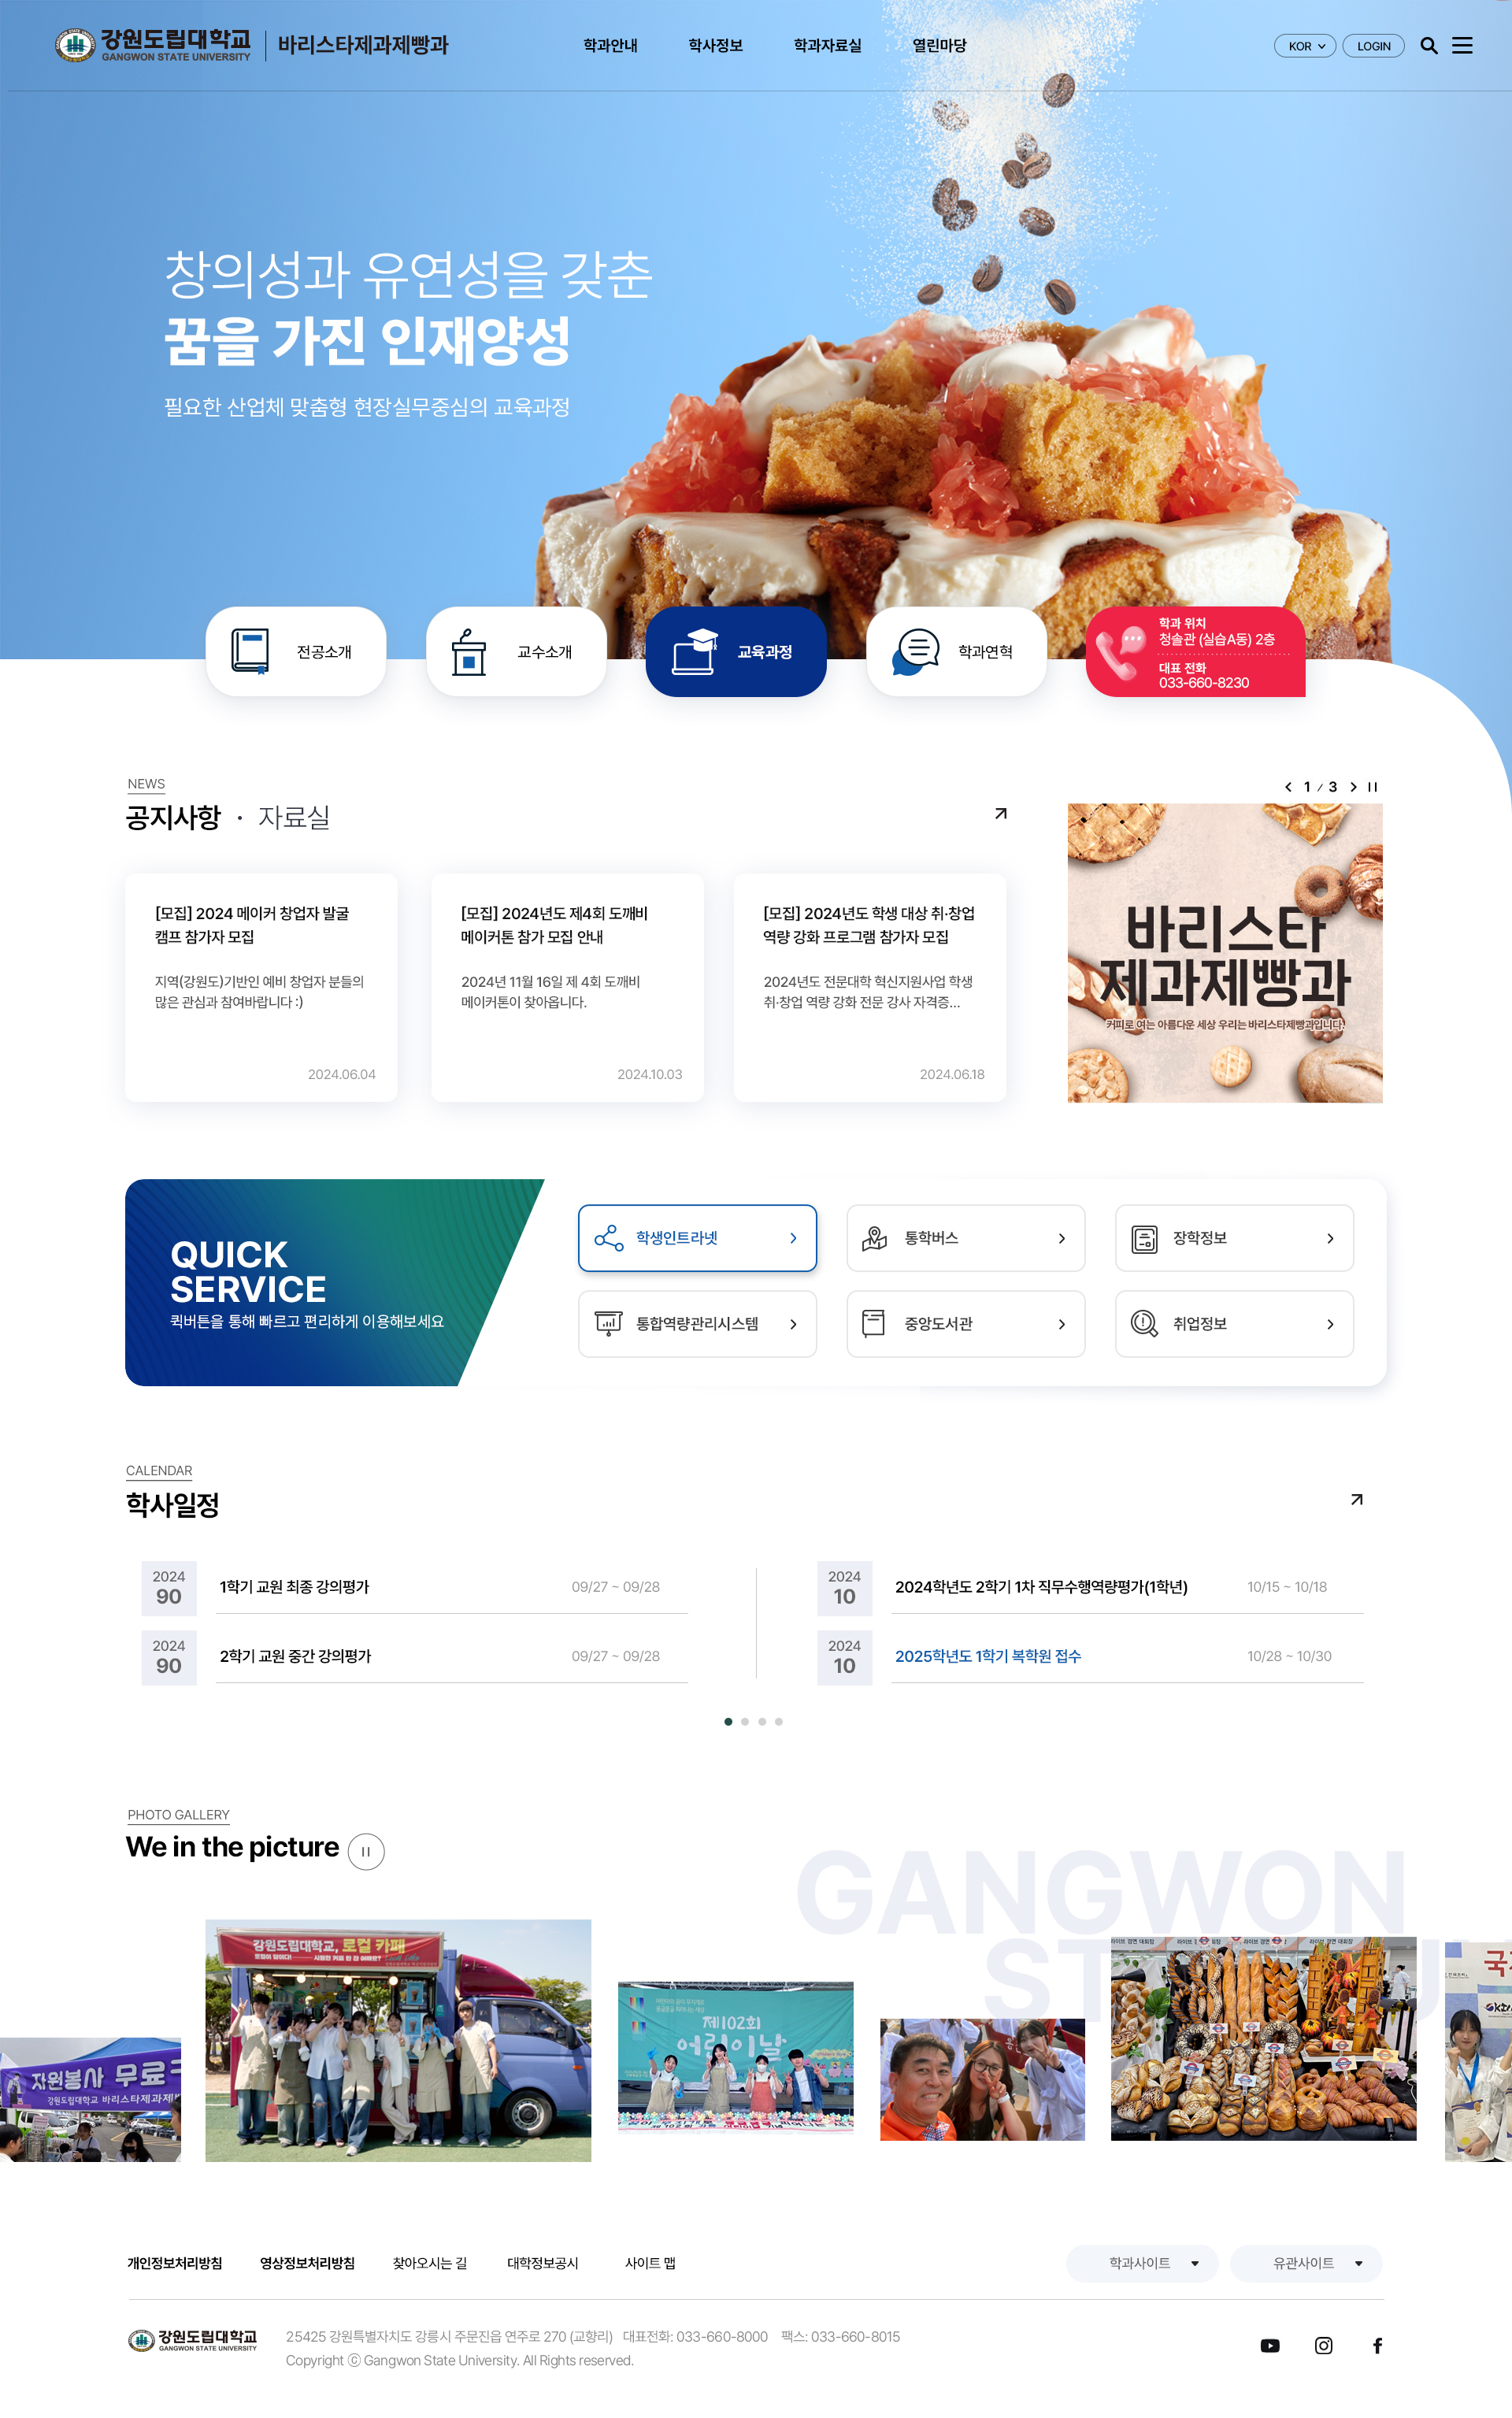 강원도립대학교
GANGWON STATE UNIVERSITY
바리스타제과제빵과
학과안내
학사정보
학과자료실
열린마당
KOR
LOGIN
창의성과 유연성을 갖춘
꿈을 가진 인재양성
필요한 산업체 맞춤형 현장실무중심의 교육과정
전공소개
교수소개
교육과정
학과연혁
학과 위치
청솔관 (실습A동) 2층
대표 전화
033-660-8230
NEWS
공지사항 · 자료실
1 / 3
[모집] 2024 메이커 창업자 발굴
캠프 참가자 모집
지역(강원도)기반인 예비 창업자 분들의
많은 관심과 참여바랍니다 :)
2024.06.04
[모집] 2024년도 제4회 도깨비
메이커톤 참가 모집 안내
2024년 11월 16일 제 4회 도깨비
메이커톤이 찾아옵니다.
2024.10.03
[모집] 2024년도 학생 대상 취·창업
역량 강화 프로그램 참가자 모집
2024년도 전문대학 혁신지원사업 학생
취·창업 역량 강화 전문 강사 자격증...
2024.06.18
바리스타
제과제빵과
커피로 여는 아름다운 세상 우리는 바리스타제빵과입니다.
QUICK
SERVICE
퀵버튼을 통해 빠르고 편리하게 이용해보세요
학생인트라넷
통학버스
장학정보
통합역량관리시스템
중앙도서관
취업정보
CALENDAR
학사일정
2024
90
1학기 교원 최종 강의평가
09/27 ~ 09/28
2024
10
2024학년도 2학기 1차 직무수행역량평가(1학년)
10/15 ~ 10/18
2024
90
2학기 교원 중간 강의평가
09/27 ~ 09/28
2024
10
2025학년도 1학기 복학원 접수
10/28 ~ 10/30
PHOTO GALLERY
We in the picture
GANGWON
ST
강원도립대학교, 로컬 카페
제102회
어린이날
자원봉사 무료
강원도립대학교 바리스타제과제빵
개인정보처리방침
영상정보처리방침
찾아오시는 길
대학정보공시
사이트 맵
학과사이트
유관사이트
강원도립대학교
GANGWON STATE UNIVERSITY
25425 강원특별자치도 강릉시 주문진읍 연주로 270 (교향리) 대표전화: 033-660-8000 팩스: 033-660-8015
Copyright ⓒ Gangwon State University. All Rights reserved.